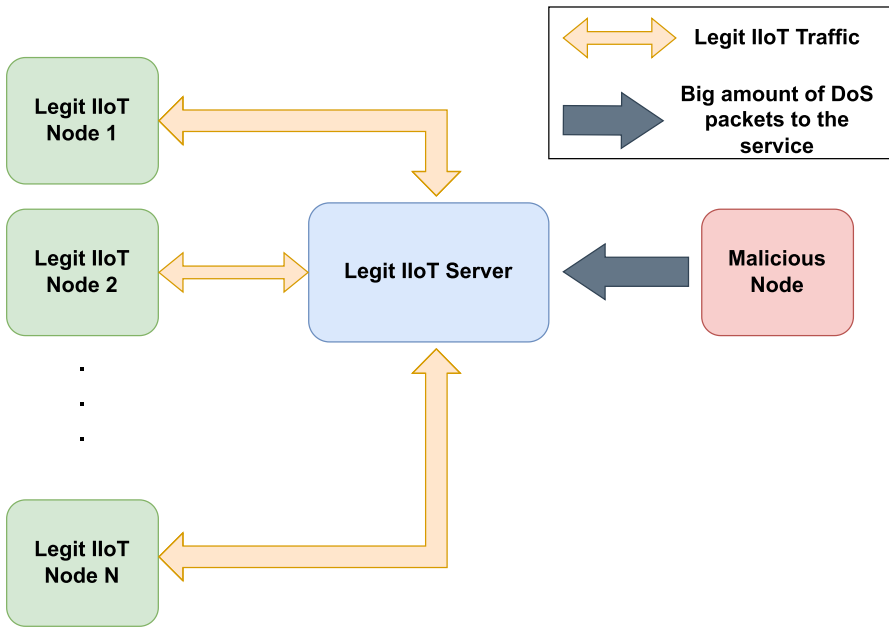 Legit IIoT Traffic
Big amount of DoS
packets to the
service
Legit IIoT
Node 1
Legit IIoT
Node 2
Legit IIoT Server
Malicious
Node
.
.
.
Legit IIoT
Node N